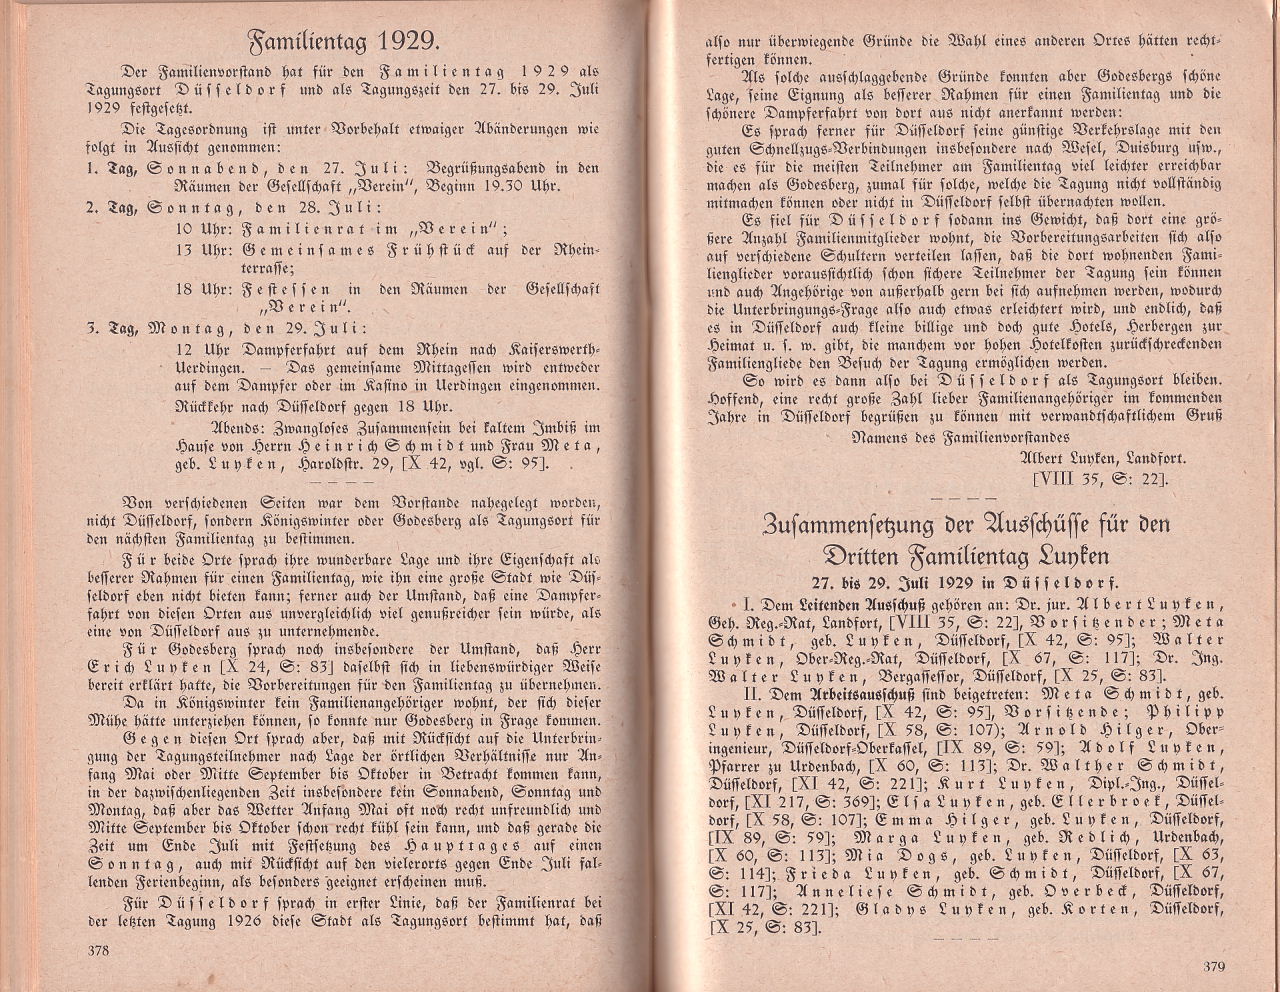 Familientag 1929.
Der Familienvorstand hat für den Familientag 1929 als
Tagungsort Düsseldorf und als Tagungszeit den 27. bis 29. Juli
1929 festgesetzt.
Die Tagesordnung ist unter Vorbehalt etwaiger Abänderungen wie
folgt in Aussicht genommen:
1. Tag, Sonnabend, den 27. Juli: Begrüßungsabend in den
Räumen der Gesellschaft „Verein“, Beginn 19.30 Uhr.
2. Tag, Sonntag, den 28. Juli:
10 Uhr: Familienrat im „Verein“;
13 Uhr: Gemeinsames Frühstück auf der Rhein-
terrasse;
18 Uhr: Festessen in den Räumen der Gesellschaft
„Verein“.
3. Tag, Montag, den 29. Juli:
12 Uhr Dampferfahrt auf dem Rhein nach Kaiserswerth-
Uerdingen. — Das gemeinsame Mittagessen wird entweder
auf dem Dampfer oder im Kasino in Uerdingen eingenommen.
Rückkehr nach Düsseldorf gegen 18 Uhr.
Abends: Zwangloses Zusammensein bei kaltem Imbiß im
Hause von Herrn Heinrich Schmidt und Frau Meta,
geb. Luyken, Haroldstr. 29, [X 42, vgl. S: 95].
Von verschiedenen Seiten war dem Vorstande nahegelegt worden,
nicht Düsseldorf, sondern Königswinter oder Godesberg als Tagungsort für
den nächsten Familientag zu bestimmen.
Für beide Orte sprach ihre wunderbare Lage und ihre Eigenschaft als
besserer Rahmen für einen Familientag, wie ihn eine große Stadt wie Düs-
seldorf eben nicht bieten kann; ferner auch der Umstand, daß eine Dampfer-
fahrt von diesen Orten aus unvergleichlich viel genußreicher sein würde, als
eine von Düsseldorf aus zu unternehmende.
Für Godesberg sprach noch insbesondere der Umstand, daß Herr
Erich Luyken [X 24, S: 83] daselbst sich in liebenswürdiger Weise
bereit erklärt hatte, die Vorbereitungen für den Familientag zu übernehmen.
Da in Königswinter kein Familienangehöriger wohnt, der sich dieser
Mühe hätte unterziehen können, so konnte nur Godesberg in Frage kommen.
Gegen diesen Ort sprach aber, daß mit Rücksicht auf die Unterbrin-
gung der Tagungsteilnehmer nach Lage der örtlichen Verhältnisse nur An-
fang Mai oder Mitte September bis Oktober in Betracht kommen kann,
in der dazwischenliegenden Zeit insbesondere kein Sonnabend, Sonntag und
Montag, daß aber das Wetter Anfang Mai oft noch recht unfreundlich und
Mitte September bis Oktober schon recht kühl sein kann, und daß gerade die
Zeit um Ende Juli mit Festsetzung des Haupttages auf einen
Sonntag, auch mit Rücksicht auf den vielerorts gegen Ende Juli fal-
lenden Ferienbeginn, als besonders geeignet erscheinen muß.
Für Düsseldorf sprach in erster Linie, daß der Familienrat bei
der letzten Tagung 1926 diese Stadt als Tagungsort bestimmt hat, daß
378
also nur überwiegende Gründe die Wahl eines anderen Ortes hätten recht-
fertigen können.
Als solche ausschlaggebende Gründe konnten aber Godesbergs schöne
Lage, seine Eignung als besserer Rahmen für einen Familientag und die
schönere Dampferfahrt von dort aus nicht anerkannt werden:
Es sprach ferner für Düsseldorf seine günstige Verkehrslage mit den
guten Schnellzugs-Verbindungen insbesondere nach Wesel, Duisburg usw.,
die es für die meisten Teilnehmer am Familientag viel leichter erreichbar
machen als Godesberg, zumal für solche, welche die Tagung nicht vollständig
mitmachen können oder nicht in Düsseldorf selbst übernachten wollen.
Es fiel für Düsseldorf sodann ins Gewicht, daß dort eine grö-
ßere Anzahl Familienmitglieder wohnt, die Vorbereitungsarbeiten sich also
auf verschiedene Schultern verteilen lassen, daß die dort wohnenden Fami-
lienglieder voraussichtlich schon sichere Teilnehmer der Tagung sein können
und auch Angehörige von außerhalb gern bei sich aufnehmen werden, wodurch
die Unterbringungs-Frage also auch etwas erleichtert wird, und endlich, daß
es in Düsseldorf auch kleine billige und doch gute Hotels, Herbergen zur
Heimat u. s. w. gibt, die manchem vor hohen Hotelkosten zurückschreckenden
Familiengliede den Besuch der Tagung ermöglichen werden.
So wird es dann also bei Düsseldorf als Tagungsort bleiben.
Hoffend, eine recht große Zahl lieber Familienangehöriger im kommenden
Jahre in Düsseldorf begrüßen zu können mit verwandtschaftlichem Gruß
Namens des Familienvorstandes
Albert Luyken, Landfort.
[VIII 35, S: 22].
Zusammensetzung der Ausschüsse für den
Dritten Familientag Luyken
27. bis 29. Juli 1929 in Düsseldorf.
I. Dem Leitenden Ausschuß gehören an: Dr. jur. Albert Luyken,
Geh. Reg.-Rat, Landfort, [VIII 35, S: 22], Vorsitzender; Meta
Schmidt, geb. Luyken, Düsseldorf, [X 42, S: 95]; Walter
Luyken, Ober-Reg.-Rat, Düsseldorf, [X 67, S: 117]; Dr. Ing.
Walter Luyken, Bergassessor, Düsseldorf, [X 25, S: 83].
II. Dem Arbeitsausschuß sind beigetreten: Meta Schmidt, geb.
Luyken, Düsseldorf, [X 42, S: 95], Vorsitzende; Philipp
Luyken, Düsseldorf, [X 58, S: 107); Arnold Hilger, Ober-
ingenieur, Düsseldorf-Oberkassel, [IX 89, S: 59]; Adolf Luyken,
Pfarrer zu Urdenbach, [X 60, S: 113]; Dr. Walther Schmidt,
Düsseldorf, [XI 42, S: 221]; Kurt Luyken, Dipl.-Ing., Düssel-
dorf, [XI 217, S: 369]; Elsa Luyken, geb. Ellerbroek, Düssel-
dorf, [X 58, S: 107]; Emma Hilger, geb. Luyken, Düsseldorf,
[IX 89, S: 59]; Marga Luyken, geb. Redlich, Urdenbach,
[X 60, S: 113]; Mia Dogs, geb. Luyken, Düsseldorf, [X 63,
S: 114]; Frieda Luyken, geb. Schmidt, Düsseldorf, [X 67,
S: 117]; Anneliese Schmidt, geb. Overbeck, Düsseldorf,
[XI 42, S: 221]; Gladys Luyken, geb. Korten, Düsseldorf,
[X 25, S: 83].
379